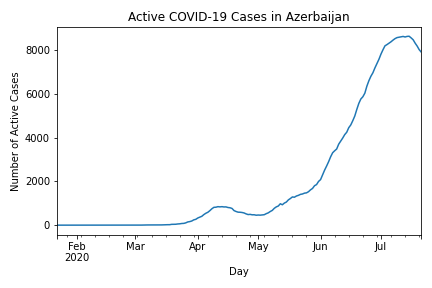 Active COVID-19 Cases in Azerbaijan
Number of Active Cases
8000
6000
4000
2000
0
Feb Mar Apr May Jun Jul
2020
Day